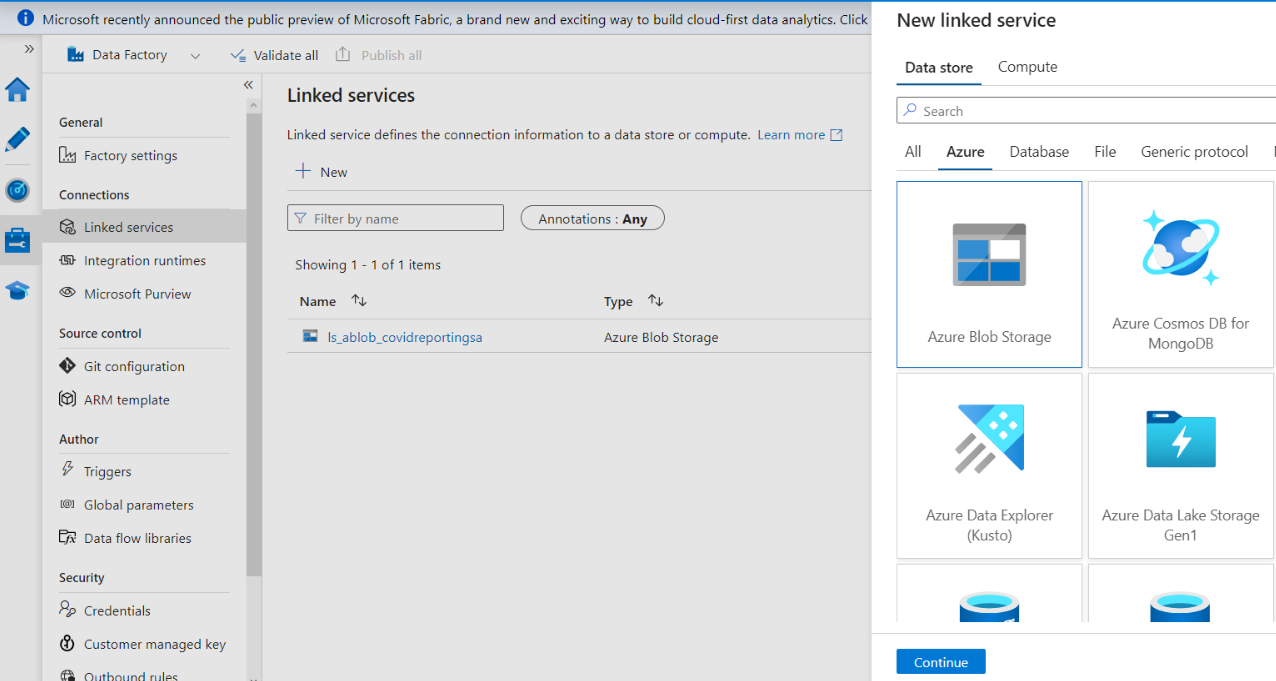 Microsoft recently announced the public preview of Microsoft Fabric, a brand new and exciting way to build cloud-first data analytics. Click
Data Factory
Validate all
Publish all
General
Factory settings
Connections
Linked services
Integration runtimes
Microsoft Purview
Source control
Git configuration
ARM template
Author
Triggers
Global parameters
Data flow libraries
Security
Credentials
Customer managed key
Outbound rules
Linked services
Linked service defines the connection information to a data store or compute. Learn more
New
Filter by name
Annotations : Any
Showing 1 - 1 of 1 items
Name Type
ls_ablob_covidreportingsa Azure Blob Storage
New linked service
Data store Compute
Search
All Azure Database File Generic protocol
Azure Blob Storage
Azure Cosmos DB for
MongoDB
Azure Data Explorer
(Kusto)
Azure Data Lake Storage
Gen1
Continue